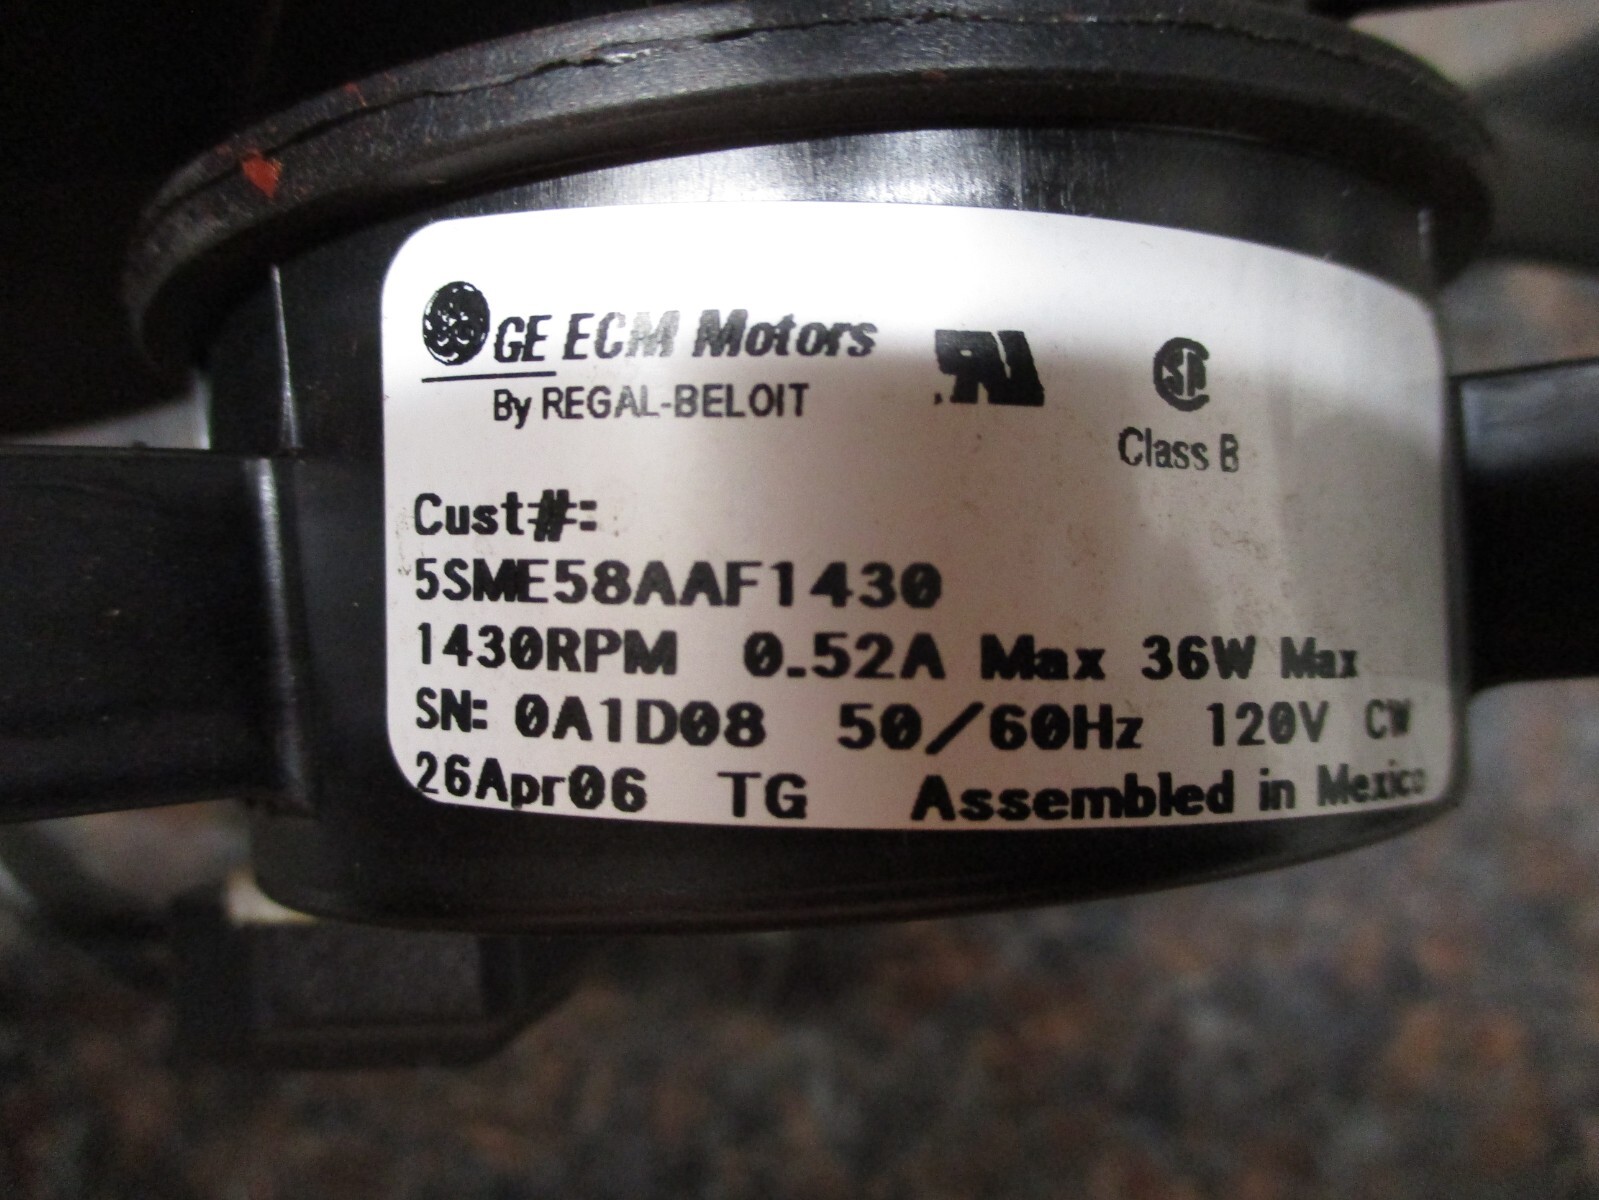 GE ECM Motors
By REGAL-BELOIT
Class B
Cust#:
5SME58AAF1430
1430RPM 0.52A Max 36W Max
SN: 0A1D08 50/60Hz 120V CW
26Apr06 TG Assembled in Mexico